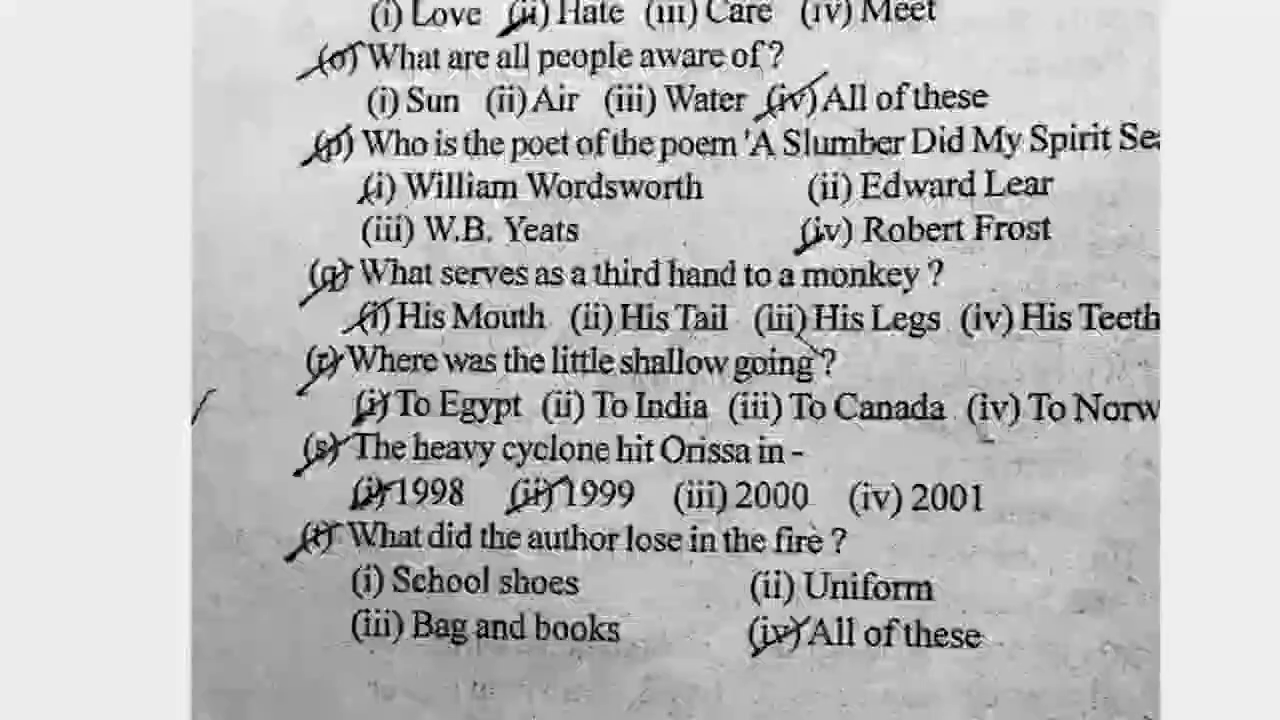 (i) Love (ii) Hate (iii) Care (iv) Meet
(o) What are all people aware of ?
(i) Sun (ii) Air (iii) Water (iv) All of these
(p) Who is the poet of the poem 'A Slumber Did My Spirit Se
(i) William Wordsworth (ii) Edward Lear
(iii) W.B. Yeats (iv) Robert Frost
(q) What serves as a third hand to a monkey ?
(i) His Mouth (ii) His Tail (iii) His Legs (iv) His Teeth
(r) Where was the little shallow going ?
(i) To Egypt (ii) To India (iii) To Canada (iv) To Norw
(s) The heavy cyclone hit Orissa in -
(i) 1998 (ii) 1999 (iii) 2000 (iv) 2001
(t) What did the author lose in the fire ?
(i) School shoes (ii) Uniform
(iii) Bag and books (iv) All of these